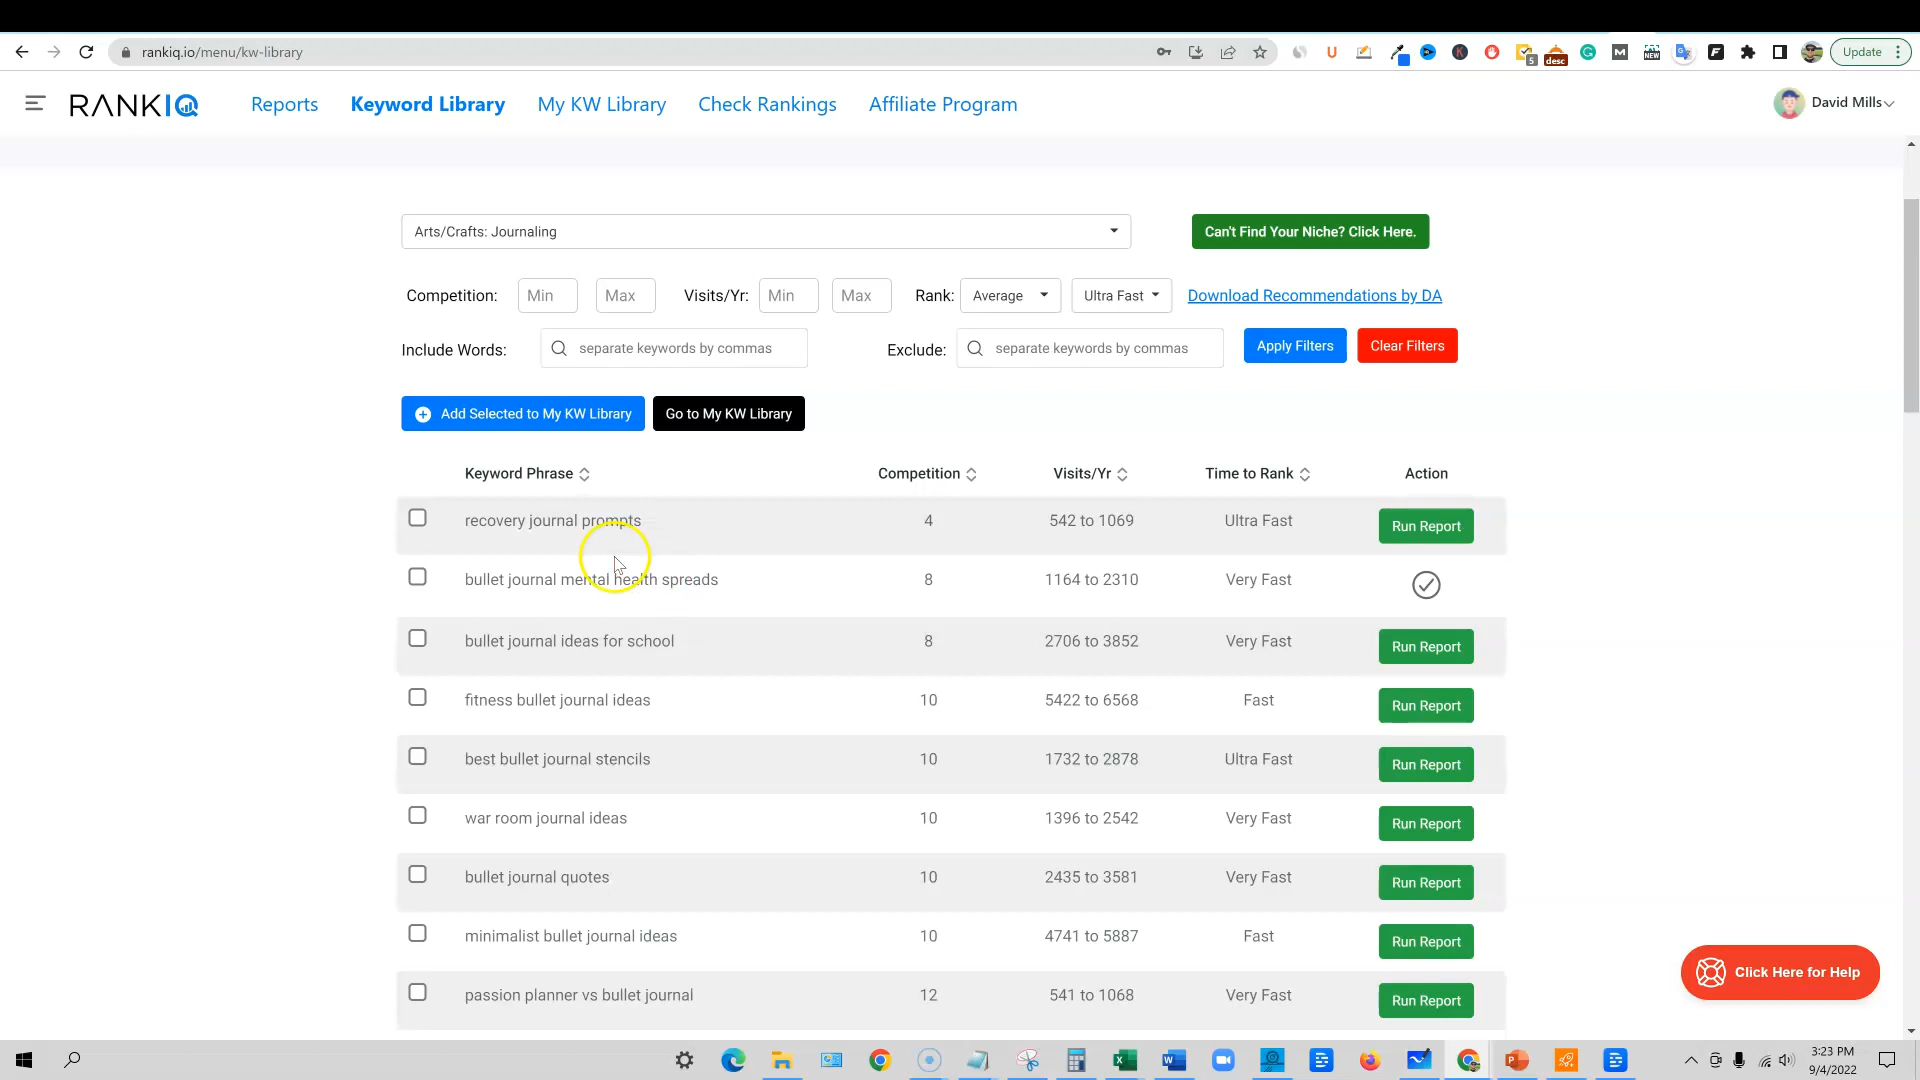 rankiq.io/menu/kw-library
U
K
5
desc
G
M
NEW
F
Update
RANKIQ
Reports
Keyword Library
My KW Library
Check Rankings
Affiliate Program
David Mills
Arts/Crafts: Journaling
Can't Find Your Niche? Click Here.
Competition:
Min
Max
Visits/Yr:
Min
Max
Rank:
Average
Ultra Fast
Download Recommendations by DA
Include Words:
separate keywords by commas
Exclude:
separate keywords by commas
Apply Filters
Clear Filters
Add Selected to My KW Library
Go to My KW Library
Keyword Phrase Competition Visits/Yr Time to Rank Action
recovery journal prompts 4 542 to 1069 Ultra Fast Run Report
bullet journal mental health spreads 8 1164 to 2310 Very Fast
bullet journal ideas for school 8 2706 to 3852 Very Fast Run Report
fitness bullet journal ideas 10 5422 to 6568 Fast Run Report
best bullet journal stencils 10 1732 to 2878 Ultra Fast Run Report
war room journal ideas 10 1396 to 2542 Very Fast Run Report
bullet journal quotes 10 2435 to 3581 Very Fast Run Report
minimalist bullet journal ideas 10 4741 to 5887 Fast Run Report
passion planner vs bullet journal 12 541 to 1068 Very Fast Run Report
Click Here for Help
3:23 PM
9/4/2022